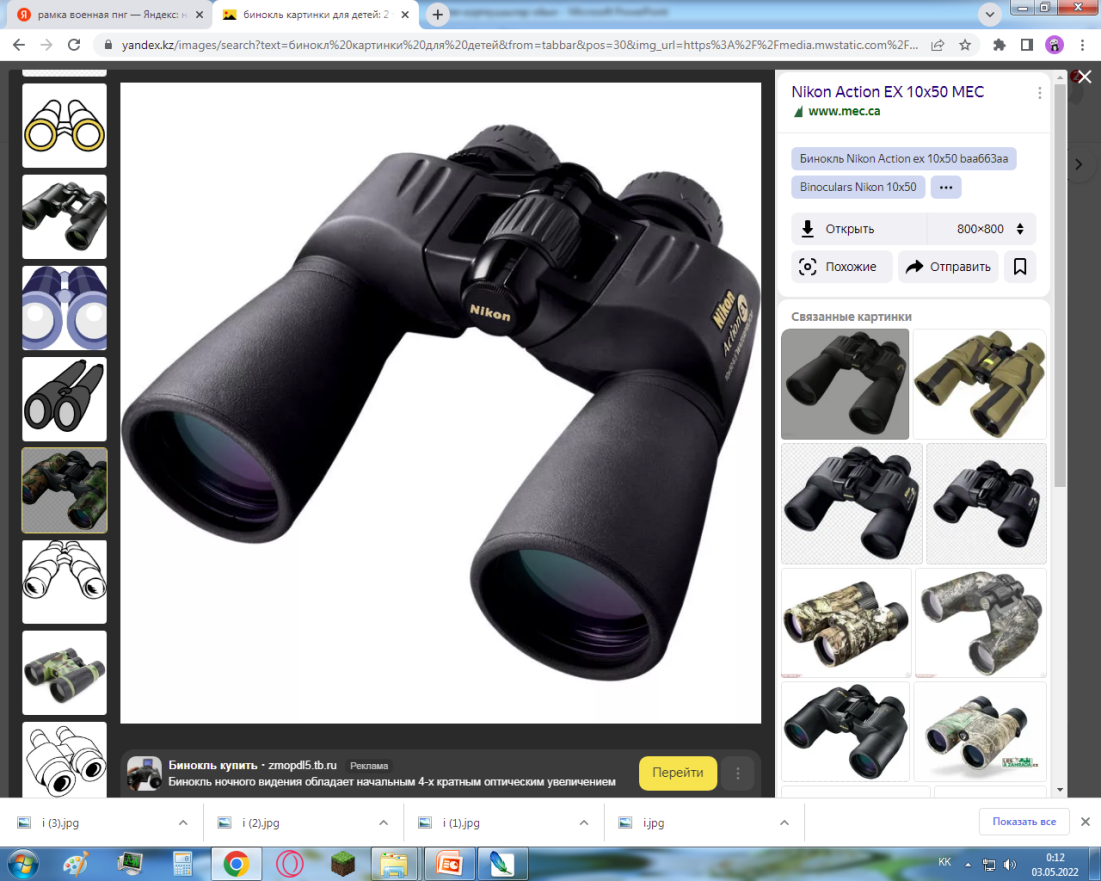 рамка военная пнг — Яндекс: н
бинокль картинки для детей: 2
Microsoft PowerPoint
yandex.kz/images/search?text=бинокл%20картинки%20для%20детей&from=tabbar&pos=30&img_url=https%3A%2F%2Fmedia.mwstatic.com%2F...
Nikon Action EX 10x50 MEC
www.mec.ca
Бинокль Nikon Action ex 10x50 baa663aa
Binoculars Nikon 10x50
Открыть
800×800
Похожие
Отправить
Связанные картинки
Nikon
Nikon
Action
Бинокль купить · zmopdl5.tb.ru Реклама
Бинокль ночного видения обладает начальным 4-х кратным оптическим увеличением
Перейти
i (3).jpg
i (2).jpg
i (1).jpg
i.jpg
Показать все
KK
0:12
03.05.2022